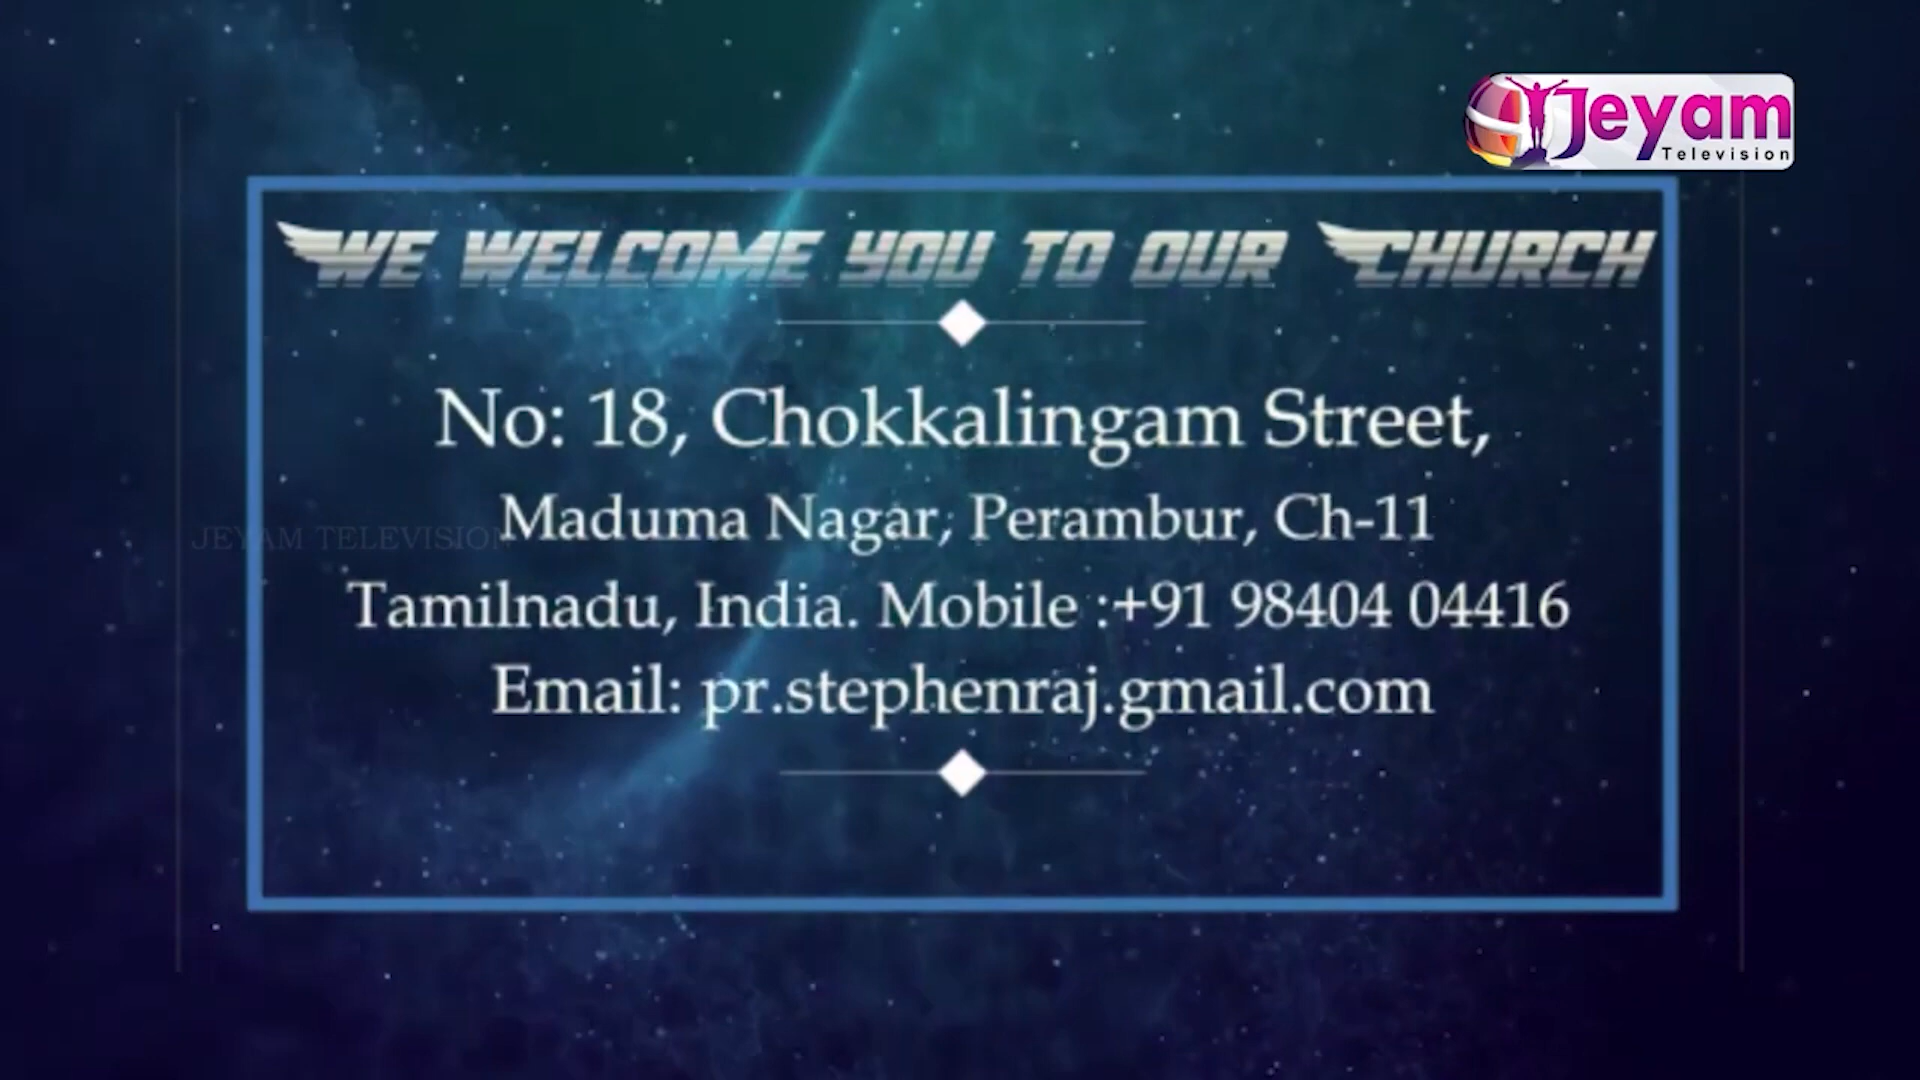 Jeyam
Television
WE WELCOME YOU TO OUR CHURCH
No: 18, Chokkalingam Street,
Maduma Nagar, Perambur, Ch-11
JEYAM TELEVISION
Tamilnadu, India. Mobile :+91 98404 04416
Email: pr.stephenraj.gmail.com